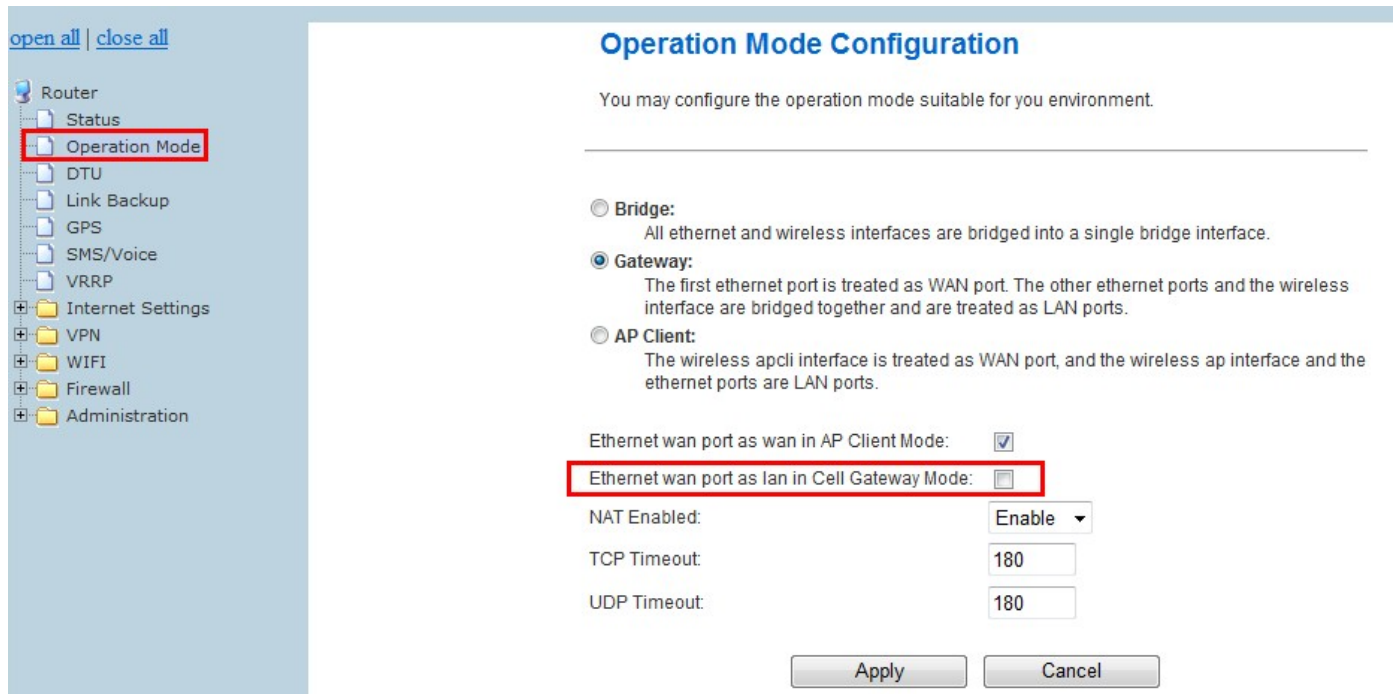 open all | close all
Router
Status
Operation Mode
DTU
Link Backup
GPS
SMS/Voice
VRRP
Internet Settings
VPN
WIFI
Firewall
Administration
Operation Mode Configuration
You may configure the operation mode suitable for you environment.
Bridge:
All ethernet and wireless interfaces are bridged into a single bridge interface.
Gateway:
The first ethernet port is treated as WAN port. The other ethernet ports and the wireless
interface are bridged together and are treated as LAN ports.
AP Client:
The wireless apcli interface is treated as WAN port, and the wireless ap interface and the
ethernet ports are LAN ports.
Ethernet wan port as wan in AP Client Mode:
Ethernet wan port as lan in Cell Gateway Mode:
NAT Enabled: Enable
TCP Timeout: 180
UDP Timeout: 180
Apply Cancel